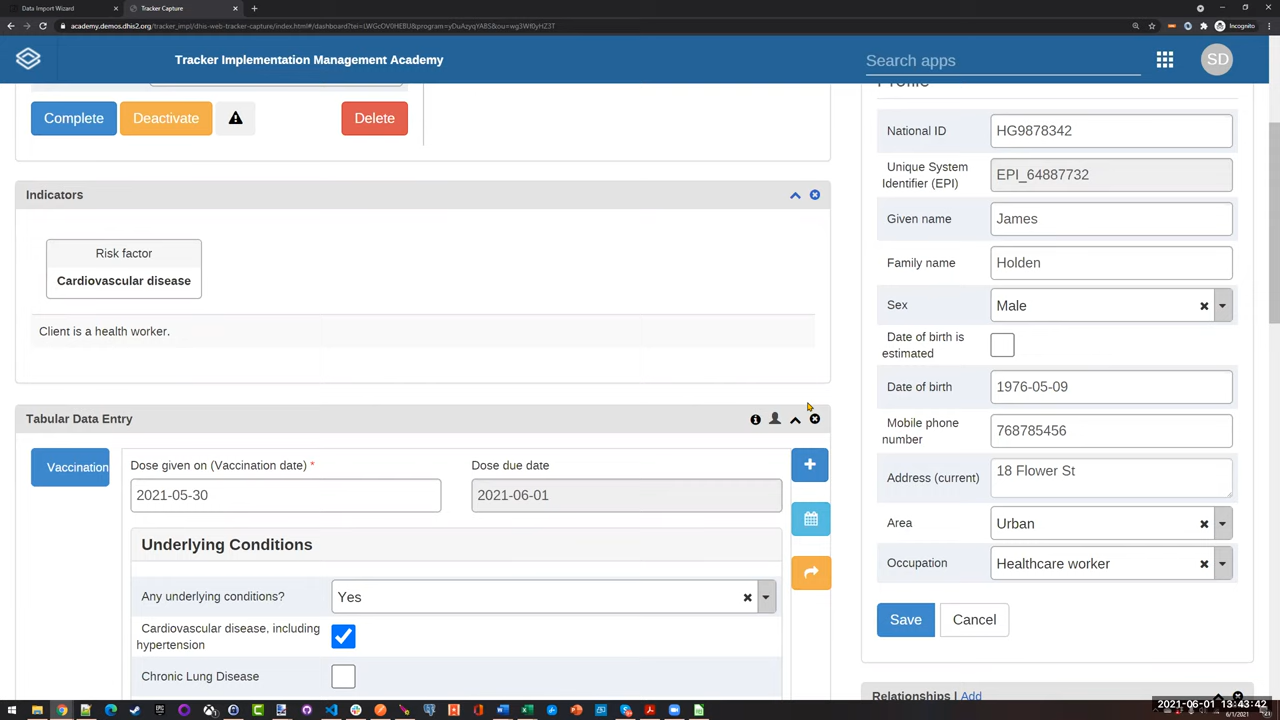 Data Import Wizard
Tracker Capture
Incognito
Tracker Implementation Management Academy
Search apps
SD
Complete
Deactivate
Delete
Indicators
Risk factor
Cardiovascular disease
Client is a health worker.
Tabular Data Entry
Vaccination
Dose given on (Vaccination date) *
2021-05-30
Dose due date
2021-06-01
Underlying Conditions
Any underlying conditions?
Yes
Cardiovascular disease, including
hypertension
Chronic Lung Disease
Profile
National ID
HG9878342
Unique System
Identifier (EPI)
EPI_64887732
Given name
James
Family name
Holden
Sex
Male
Date of birth is
estimated
Date of birth
1976-05-09
Mobile phone
number
768785456
Address (current)
18 Flower St
Area
Urban
Occupation
Healthcare worker
Save
Cancel
Relationships | Add
2021-06-01 13:43:42
6/1/2021